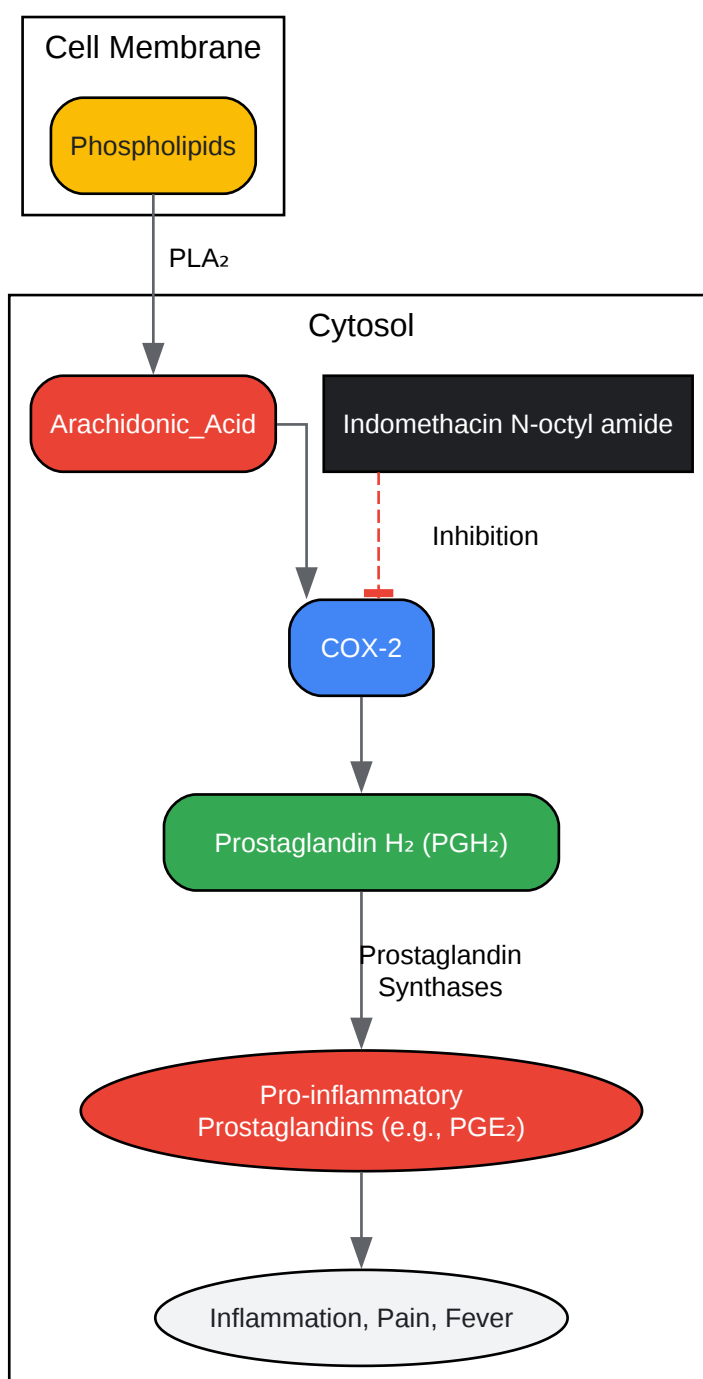 Cell Membrane
Phospholipids
PLA₂
Cytosol
Arachidonic_Acid
Indomethacin N-octyl amide
Inhibition
COX-2
Prostaglandin H₂ (PGH₂)
Prostaglandin
Synthases
Pro-inflammatory
Prostaglandins (e.g., PGE₂)
Inflammation, Pain, Fever